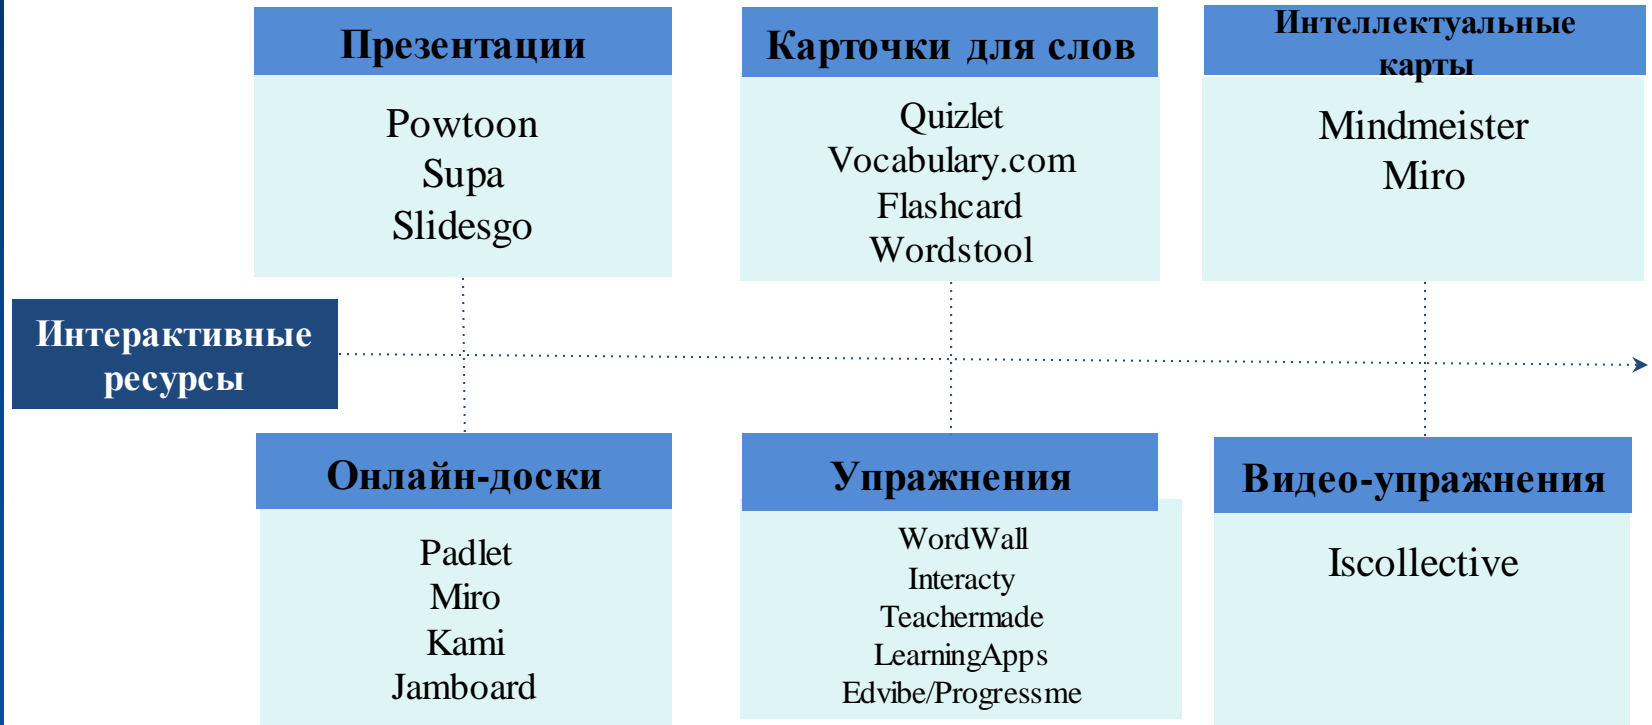 Презентации
Powtoon
Supa
Slidesgo
Карточки для слов
Quizlet
Vocabulary.com
Flashcard
Wordstool
Интеллектуальные
карты
Mindmeister
Miro
Интерактивные
ресурсы
Онлайн-доски
Padlet
Miro
Kami
Jamboard
Упражнения
WordWall
Interacty
Teachermade
LearningApps
Edvibe/Progressme
Видео-упражнения
Iscollective